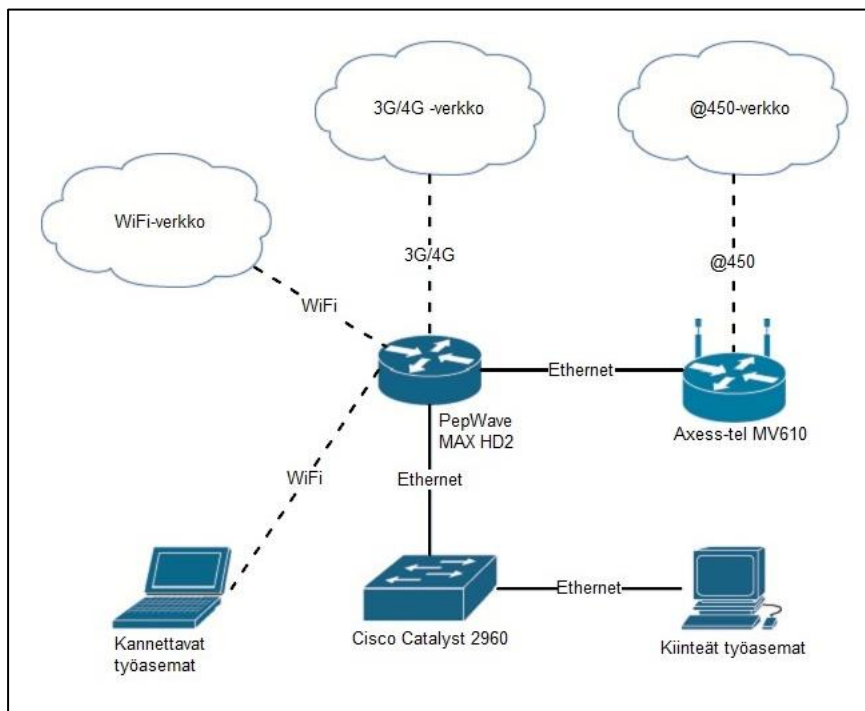 3G/4G -verkko
@450-verkko
WiFi-verkko
3G/4G
@450
WiFi
Ethernet
PepWave
MAX HD2
Axess-tel MV610
WiFi
Ethernet
Ethernet
Kannettavat
työasemat
Cisco Catalyst 2960
Kiinteät työasemat